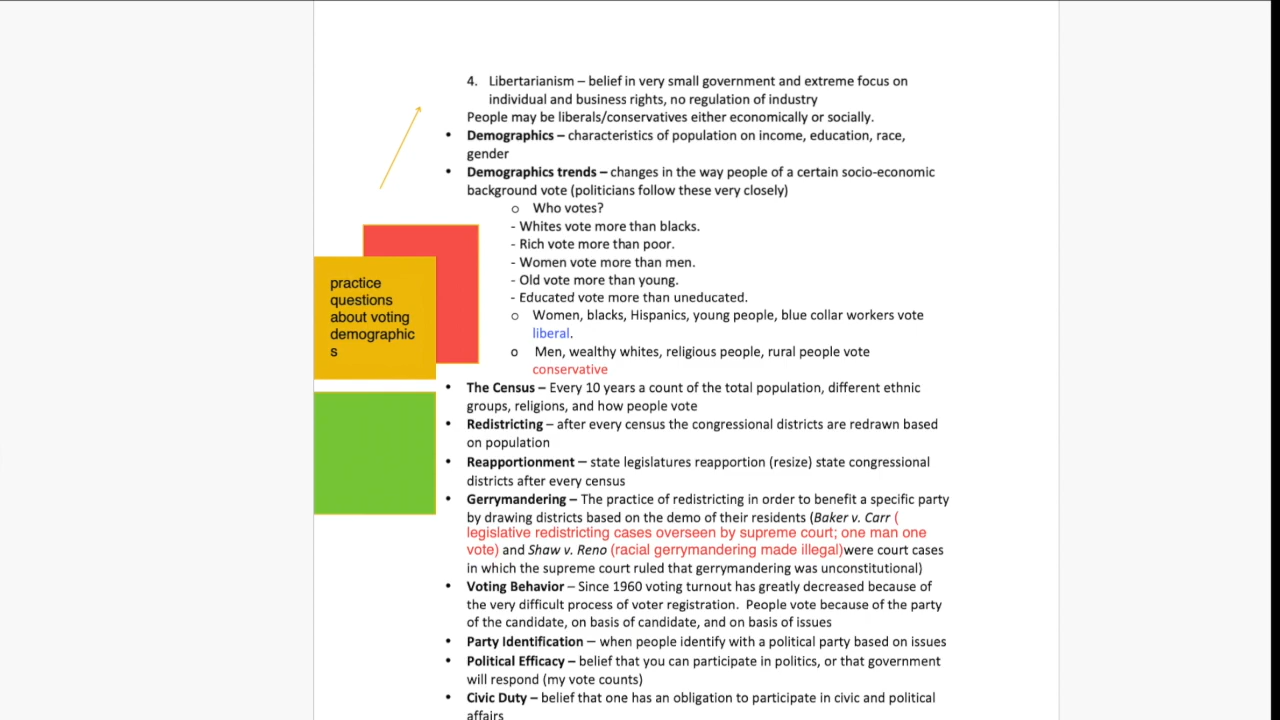 4. Libertarianism – belief in very small government and extreme focus on
individual and business rights, no regulation of industry
People may be liberals/conservatives either economically or socially.
• Demographics – characteristics of population on income, education, race,
gender
• Demographics trends – changes in the way people of a certain socio-economic
background vote (politicians follow these very closely)
o Who votes?
- Whites vote more than blacks.
- Rich vote more than poor.
- Women vote more than men.
- Old vote more than young.
- Educated vote more than uneducated.
o Women, blacks, Hispanics, young people, blue collar workers vote
liberal.
o Men, wealthy whites, religious people, rural people vote
conservative
practice
questions
about voting
demographic
s
• The Census – Every 10 years a count of the total population, different ethnic
groups, religions, and how people vote
• Redistricting – after every census the congressional districts are redrawn based
on population
• Reapportionment – state legislatures reapportion (resize) state congressional
districts after every census
• Gerrymandering – The practice of redistricting in order to benefit a specific party
by drawing districts based on the demo of their residents (Baker v. Carr (
legislative redistricting cases overseen by supreme court; one man one
vote) and Shaw v. Reno (racial gerrymandering made illegal)were court cases
in which the supreme court ruled that gerrymandering was unconstitutional)
• Voting Behavior – Since 1960 voting turnout has greatly decreased because of
the very difficult process of voter registration. People vote because of the party
of the candidate, on basis of candidate, and on basis of issues
• Party Identification – when people identify with a political party based on issues
• Political Efficacy – belief that you can participate in politics, or that government
will respond (my vote counts)
• Civic Duty – belief that one has an obligation to participate in civic and political
affairs